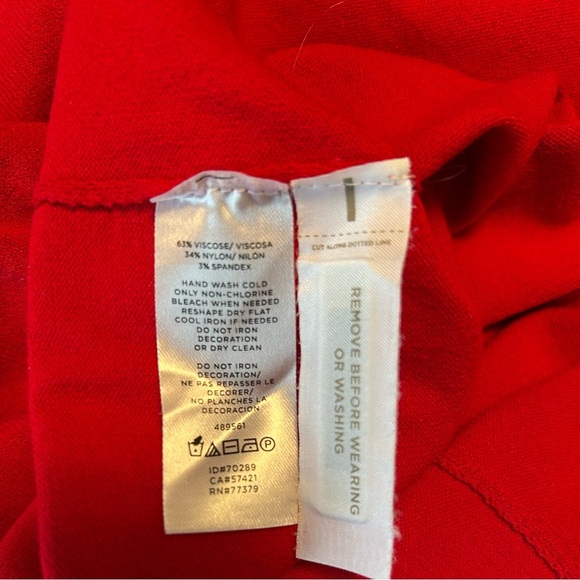 63% VISCOSE/ VISCOSA
34% NYLON/ NILÓN
3% SPANDEX
HAND WASH COLD
ONLY NON-CHLORINE
BLEACH WHEN NEEDED
RESHAPE DRY FLAT
COOL IRON IF NEEDED
DO NOT IRON
DECORATION
OR DRY CLEAN
DO NOT IRON
DECORATION/
NE PAS REPASSER LE
DECORER/
NO PLANCHES LA
DECORACION
489561
P
ID#70289
CA#57421
RN#77379
CUT ALONG DOTTED LINE
REMOVE BEFORE WEARING
OR WASHING